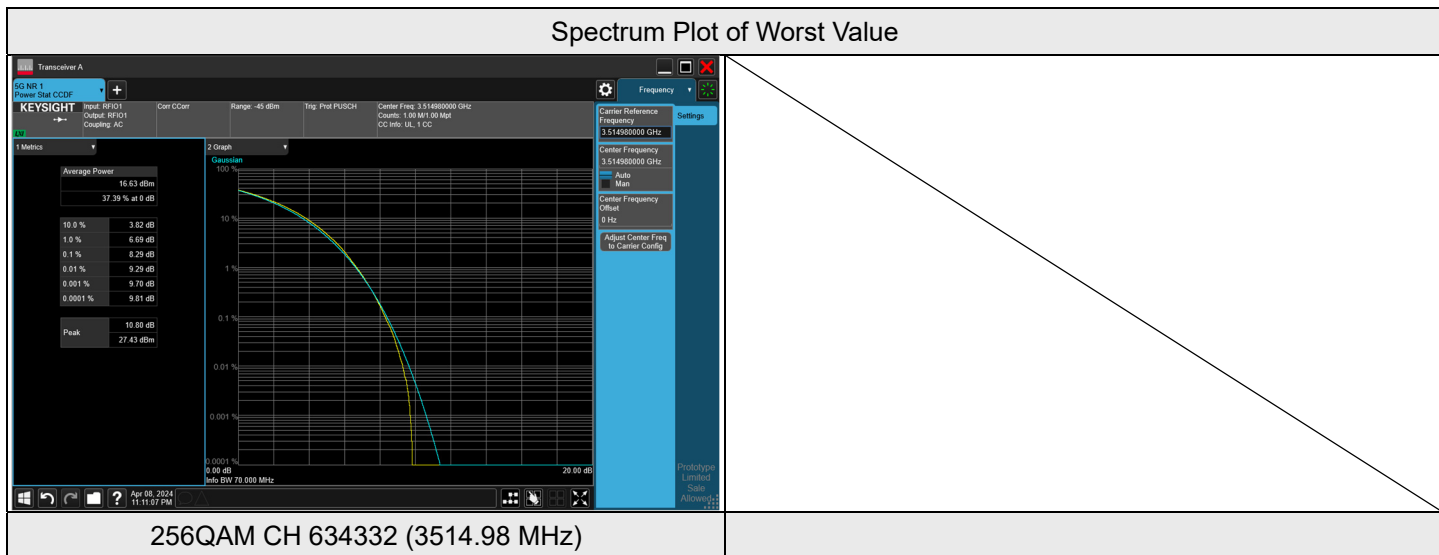 Spectrum Plot of Worst Value
Transceiver A
5G NR 1
Power Stat CCDF
+
Frequency
KEYSIGHT
Input: RFIO1
Output: RFIO1
Coupling: AC
Corr CCorr
Range: -45 dBm
Trig: Prot PUSCH
Center Freq: 3.514980000 GHz
Counts: 1.00 M/1.00 Mpt
CC Info: UL, 1 CC
1 Metrics
Average Power
16.63 dBm
37.39 % at 0 dB
10.0 % 3.82 dB
1.0 % 6.69 dB
0.1 % 8.29 dB
0.01 % 9.29 dB
0.001 % 9.70 dB
0.0001 % 9.81 dB
Peak
10.80 dB
27.43 dBm
2 Graph
Gaussian
100 %
10 %
1 %
0.1 %
0.01 %
0.001 %
0.0001 %
0.00 dB
20.00 dB
Info BW 70.000 MHz
Carrier Reference
Frequency
3.514980000 GHz
Center Frequency
3.514980000 GHz
Auto
Man
Center Frequency
Offset
0 Hz
Adjust Center Freq
to Carrier Config
Settings
Prototype
Limited
Sale
Allowed
?
Apr 08, 2024
11:11:07 PM
256QAM CH 634332 (3514.98 MHz)